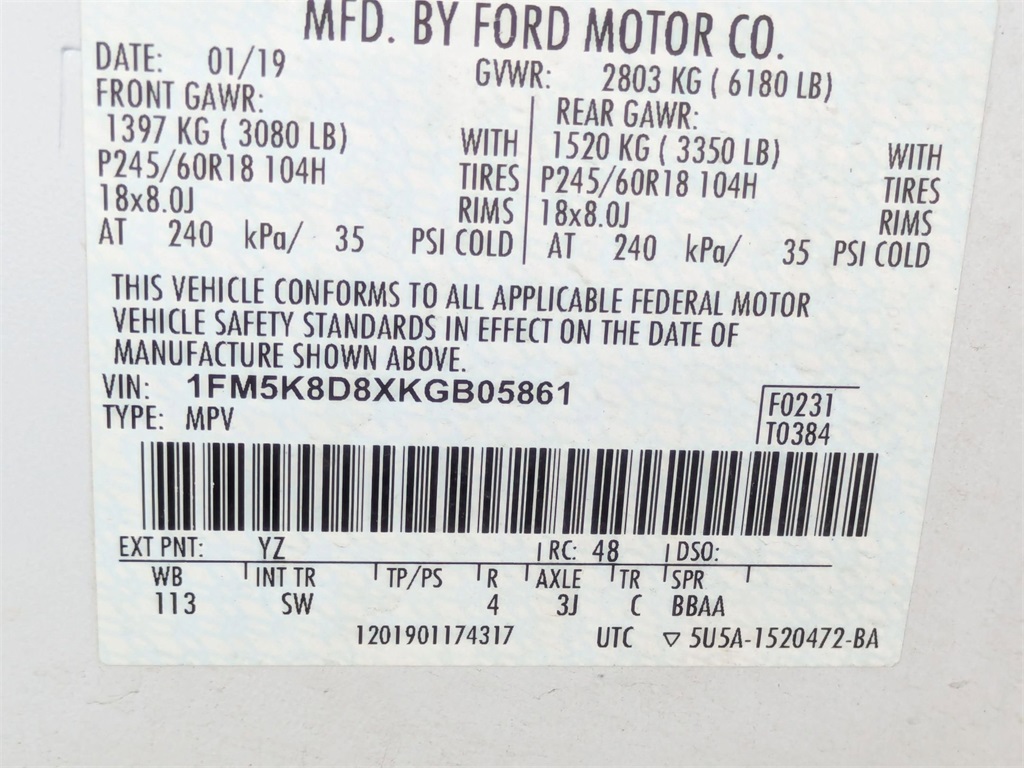 MFD. BY FORD MOTOR CO.
DATE: 01/19 GVWR: 2803 KG ( 6180 LB)
FRONT GAWR: REAR GAWR:
1397 KG ( 3080 LB) WITH 1520 KG ( 3350 LB) WITH
P245/60R18 104H TIRES P245/60R18 104H TIRES
18x8.0J RIMS 18x8.0J RIMS
AT 240 kPa/ 35 PSI COLD AT 240 kPa/ 35 PSI COLD
THIS VEHICLE CONFORMS TO ALL APPLICABLE FEDERAL MOTOR
VEHICLE SAFETY STANDARDS IN EFFECT ON THE DATE OF
MANUFACTURE SHOWN ABOVE.
VIN: 1FM5K8D8XKGB05861
TYPE: MPV
F0231
T0384
EXT PNT: YZ RC: 48 DSO:
WB INT TR TP/PS R AXLE TR SPR
113 SW 4 3J C BBAA
1201901174317 UTC ▽ 5U5A-1520472-BA